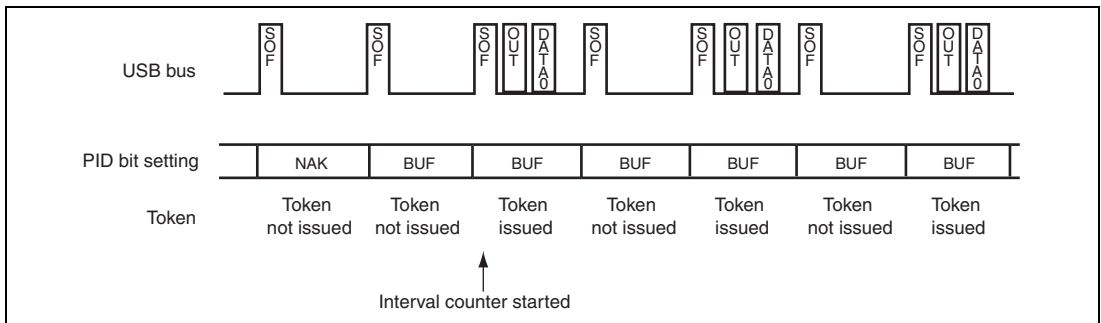 SOF SOF SOF OUT DATA0 SOF SOF OUT DATA0 SOF SOF OUT DATA0
USB bus
PID bit setting NAK BUF BUF BUF BUF BUF BUF
Token Token not issued Token not issued Token issued Token not issued Token issued Token not issued Token issued
Interval counter started